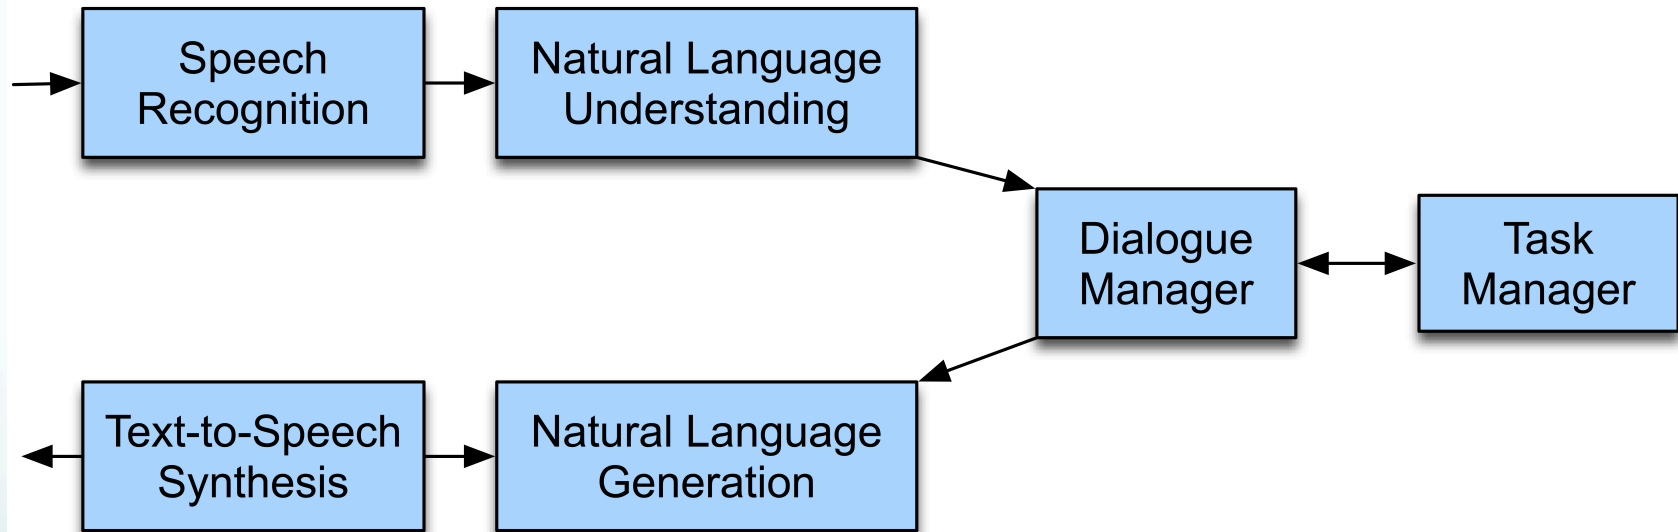 Speech
Recognition
Natural Language
Understanding
Dialogue
Manager
Task
Manager
Text-to-Speech
Synthesis
Natural Language
Generation